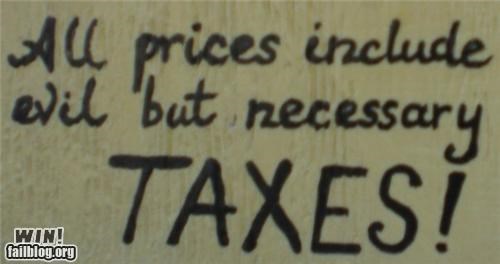 All prices include
evil but necessary
TAXES!
WIN!
failblog.org